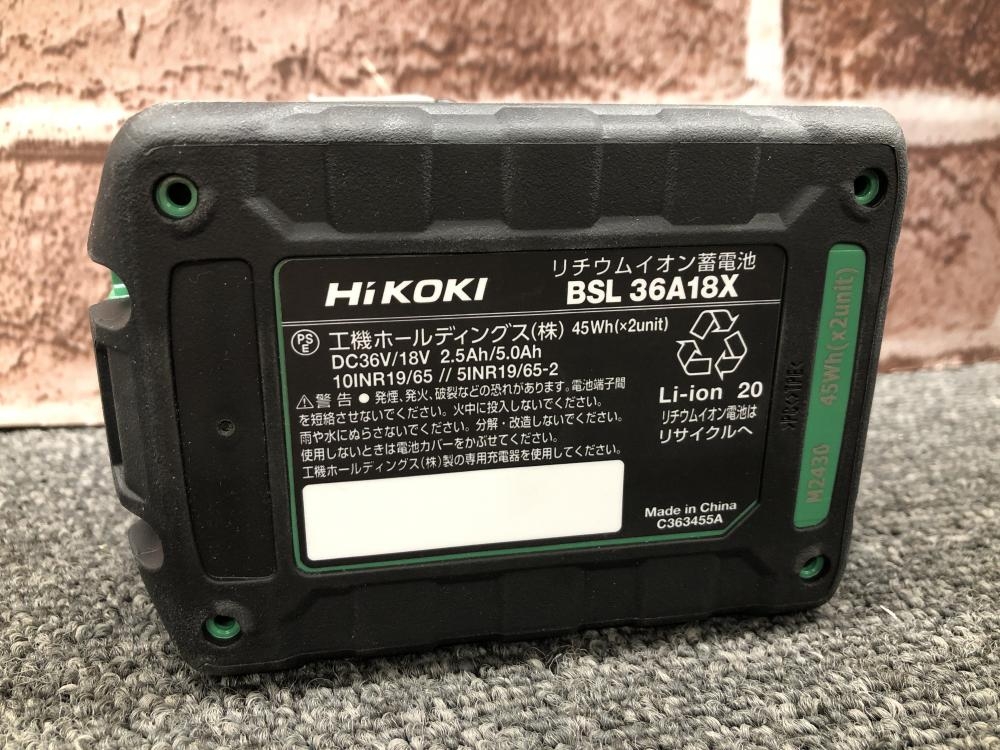 HiKOKI
リチウムイオン蓄電池
BSL 36A18X
PS
E
工機ホールディングス(株) 45Wh(×2unit)
DC36V/18V 2.5Ah/5.0Ah
10INR19/65 // 5INR19/65-2
⚠警告 ● 発煙、発火、破裂などの恐れがあります。電池端子間
を短絡させないでください。火中に投入しないでください。
雨や水にぬらさないでください。分解・改造しないでください。
使用しないときは電池カバーをかぶせてください。
工機ホールディングス(株)製の専用充電器を使用してください。
Li-ion 20
リチウムイオン電池は
リサイクルへ
Made in China
C363455A
M2430 45Wh(x2unit)